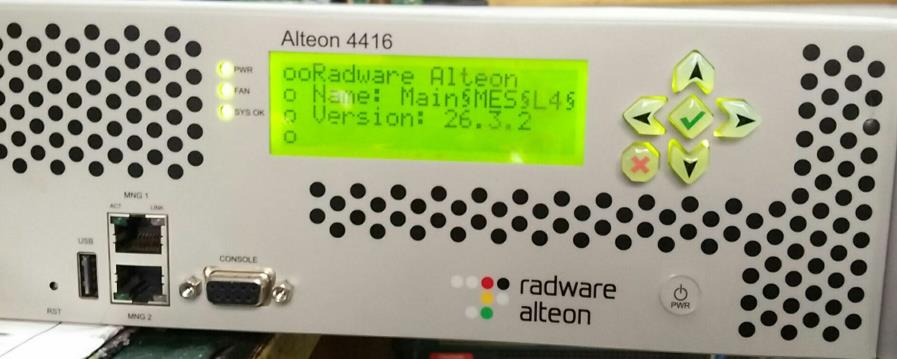 Alteon 4416
PWR
FAN
SYS OK
ooRadware Alteon
o Name: Main§MES§L4§
o Version: 26.3.2
o
MNG 1
ACT LINK
USB
CONSOLE
RST
MNG 2
radware
alteon
PWR